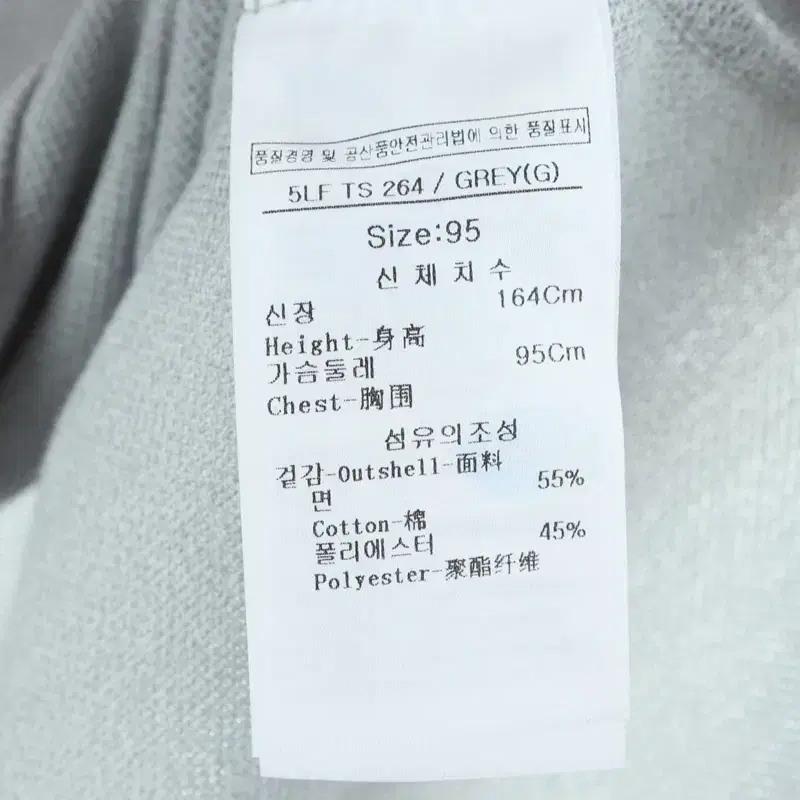 품질경영 및 공산품안전관리법에 의한 품질표시
5LF TS 264 / GREY(G)
Size:95
신 체 치 수
신장 164Cm
Height-身高
가슴둘레 95Cm
Chest-胸围
섬유의조성
겉감-Outshell-面料
면 55%
Cotton-棉
폴리에스터 45%
Polyester-聚酯纤维